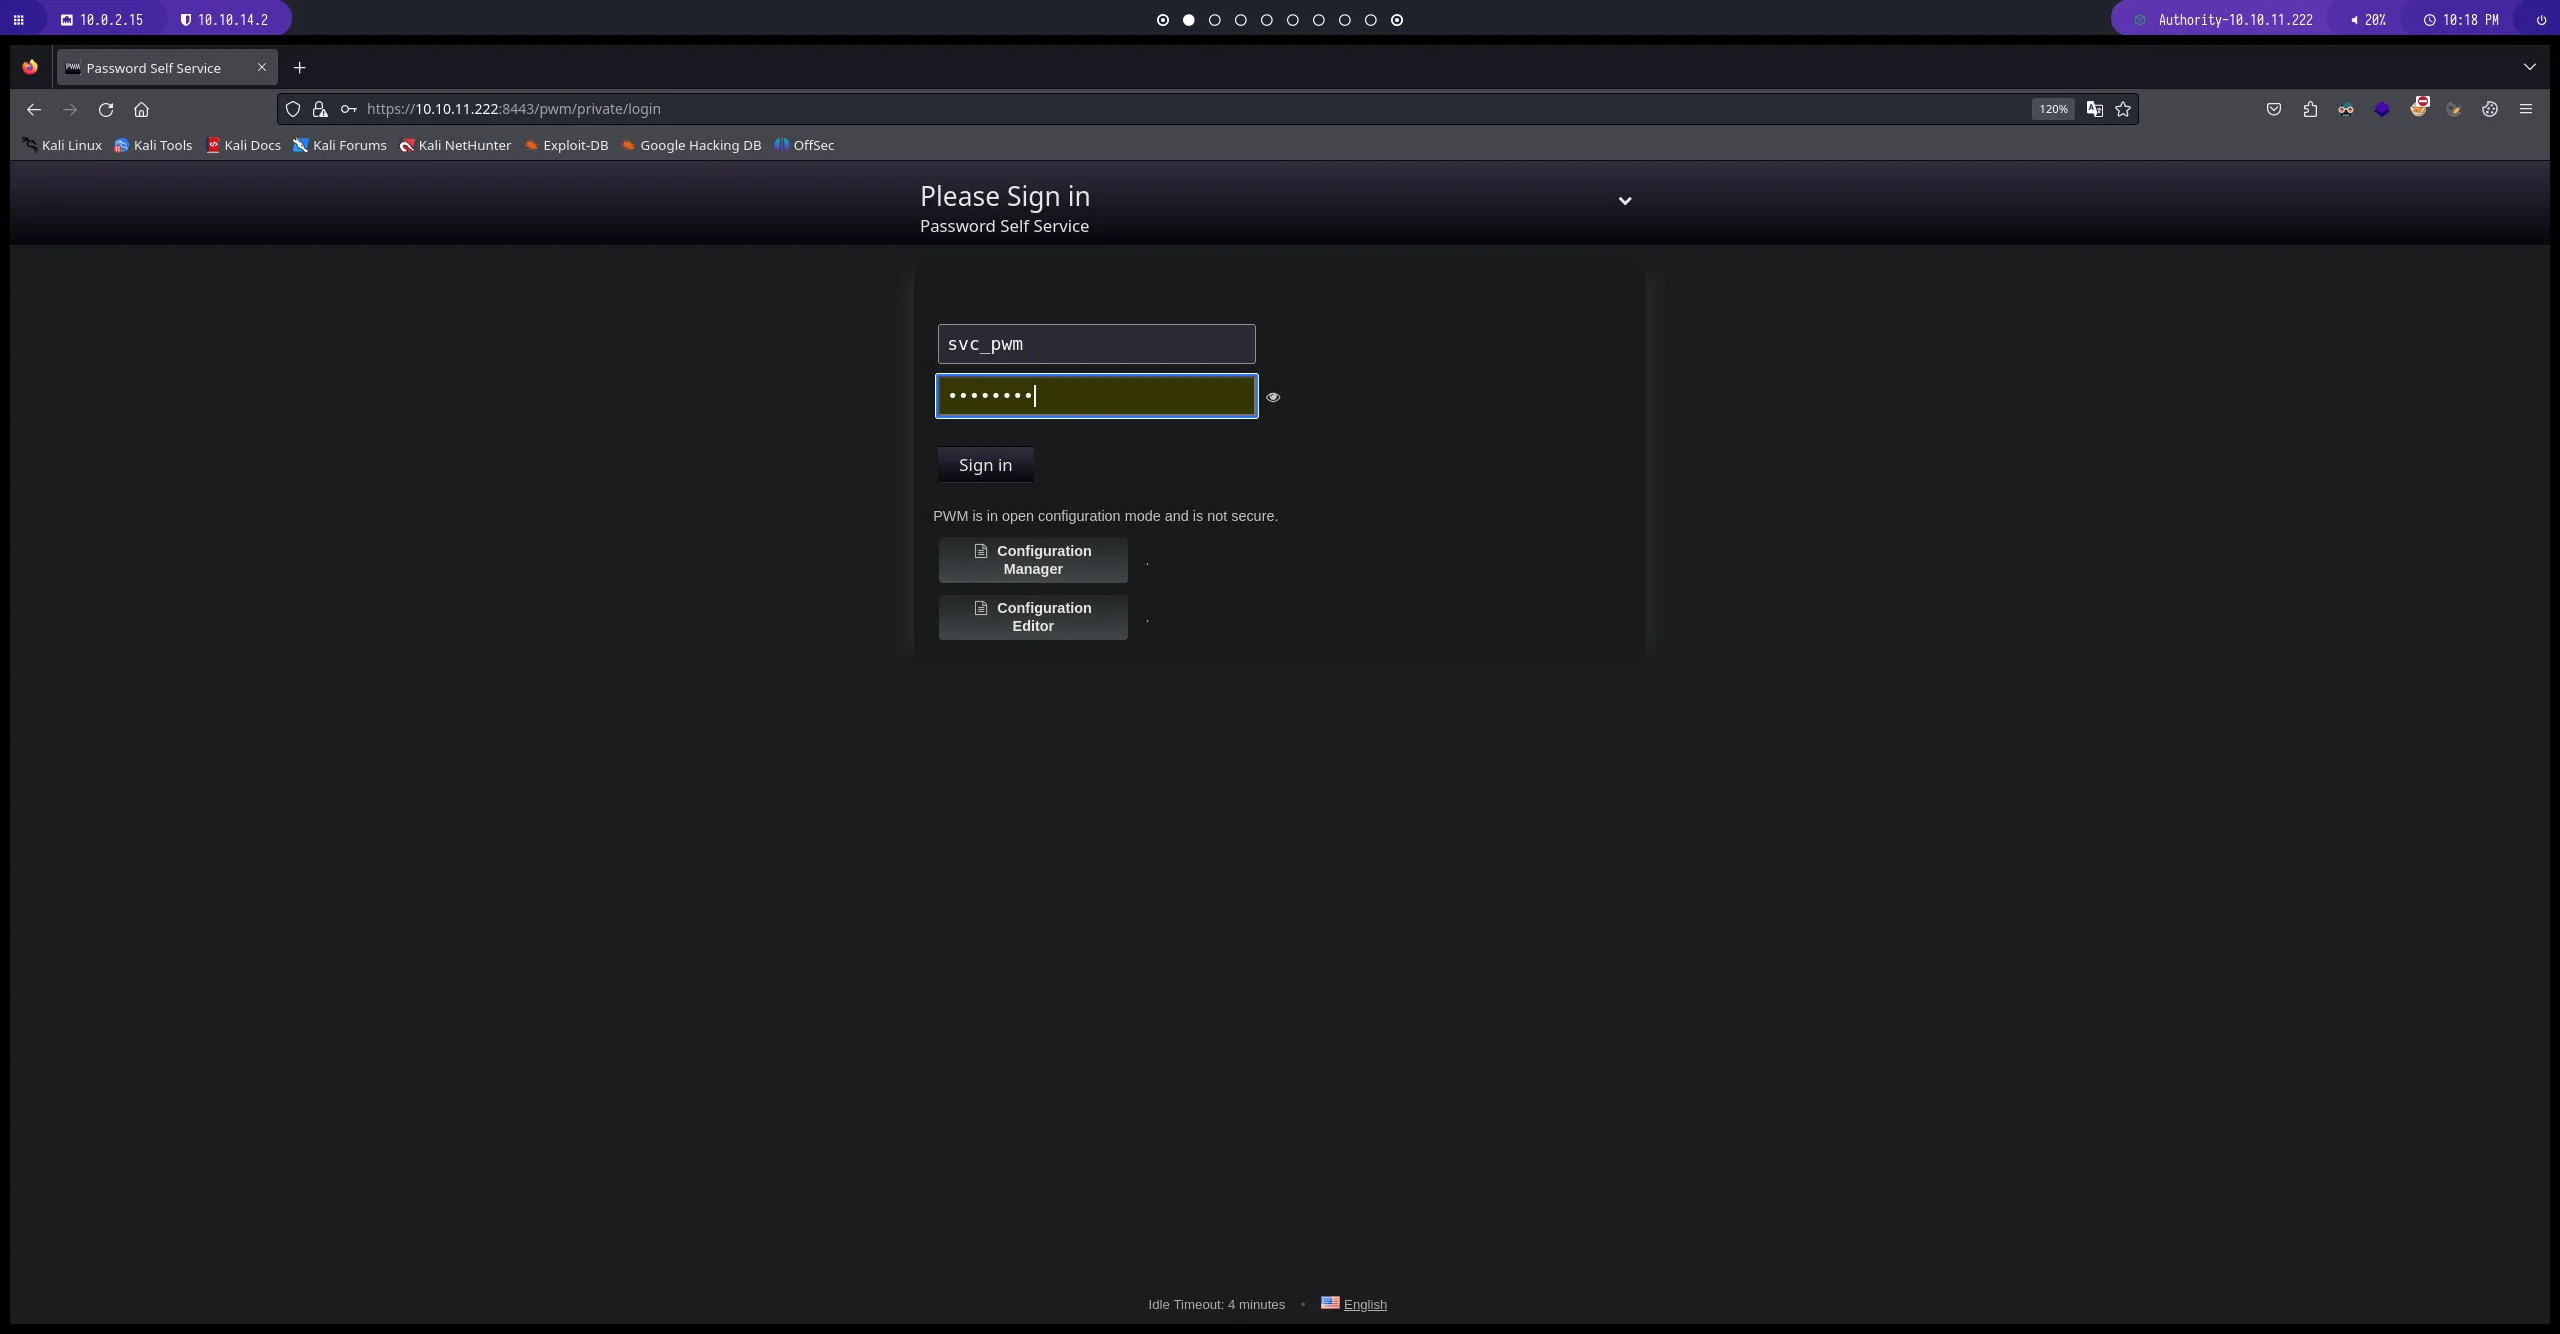 10.0.2.15 10.10.14.2 Authority-10.10.11.222 20% 10:18 PM
PWM Password Self Service
https://10.10.11.222:8443/pwm/private/login 120%
Kali Linux Kali Tools Kali Docs Kali Forums Kali NetHunter Exploit-DB Google Hacking DB OffSec
Please Sign in
Password Self Service
svc_pwm
••••••••
Sign in
PWM is in open configuration mode and is not secure.
Configuration
Manager .
Configuration
Editor .
Idle Timeout: 4 minutes • English